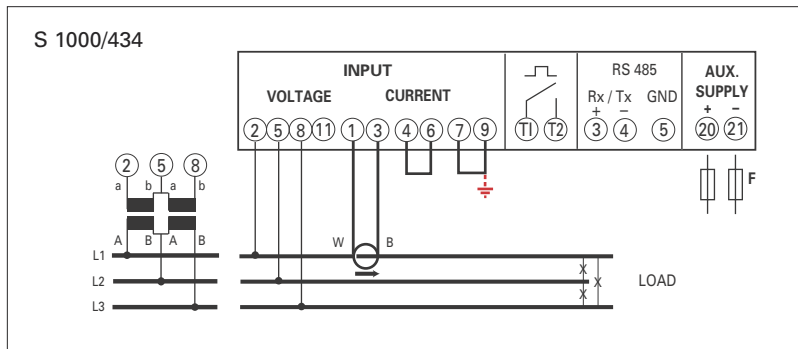 S 1000/434
INPUT
RS 485
AUX.
SUPPLY
VOLTAGE CURRENT
Rx / Tx GND
+ − + −
2 5 8 11 1 3 4 6 7 9 T1 T2 3 4 5 20 21
2 5 8
a b a b
F
A B A B
W B
L1
L2
L3
X
X
X
LOAD